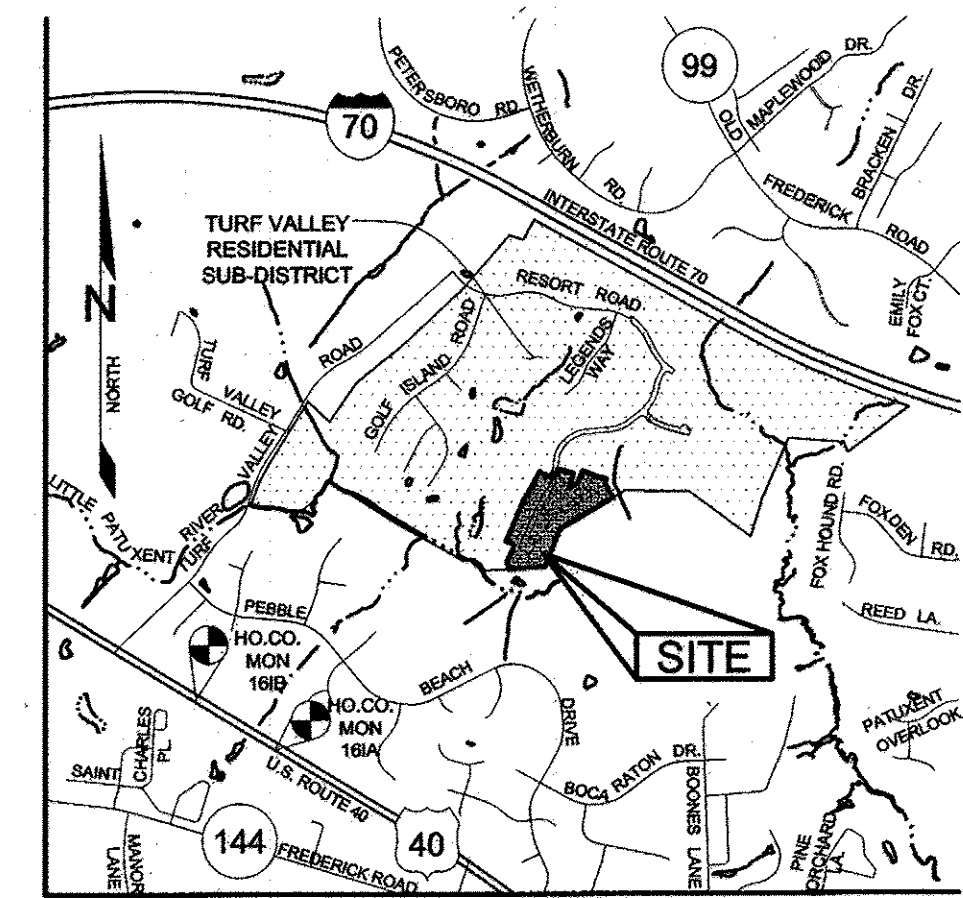 PETERSBORO RD.
WETHERBURN RD.
99
OLD FREDERICK ROAD
MAPLEWOOD DR.
BRACKEN DR.
70
INTERSTATE ROUTE 70
EMILY
FOX CT.
TURF VALLEY
RESIDENTIAL
SUB-DISTRICT
N
NORTH
RESORT ROAD
GOLF ISLAND ROAD
LEGENDS
WAY
TURF VALLEY ROAD
TURF VALLEY
GOLF RD.
LITTLE PATUXENT RIVER
FOX HOUND RD.
FOXDEN RD.
REED LA.
SITE
PEBBLE BEACH DRIVE
HO.CO.
MON
16IB
HO.CO.
MON
16IA
PATUXENT
OVERLOOK
BOCA RATON DR.
BOONES LANE
PINE
ORCHARD
LA.
SAINT CHARLES
PL.
U.S. ROUTE 40
144
FREDERICK ROAD
40
MANOR
LANE